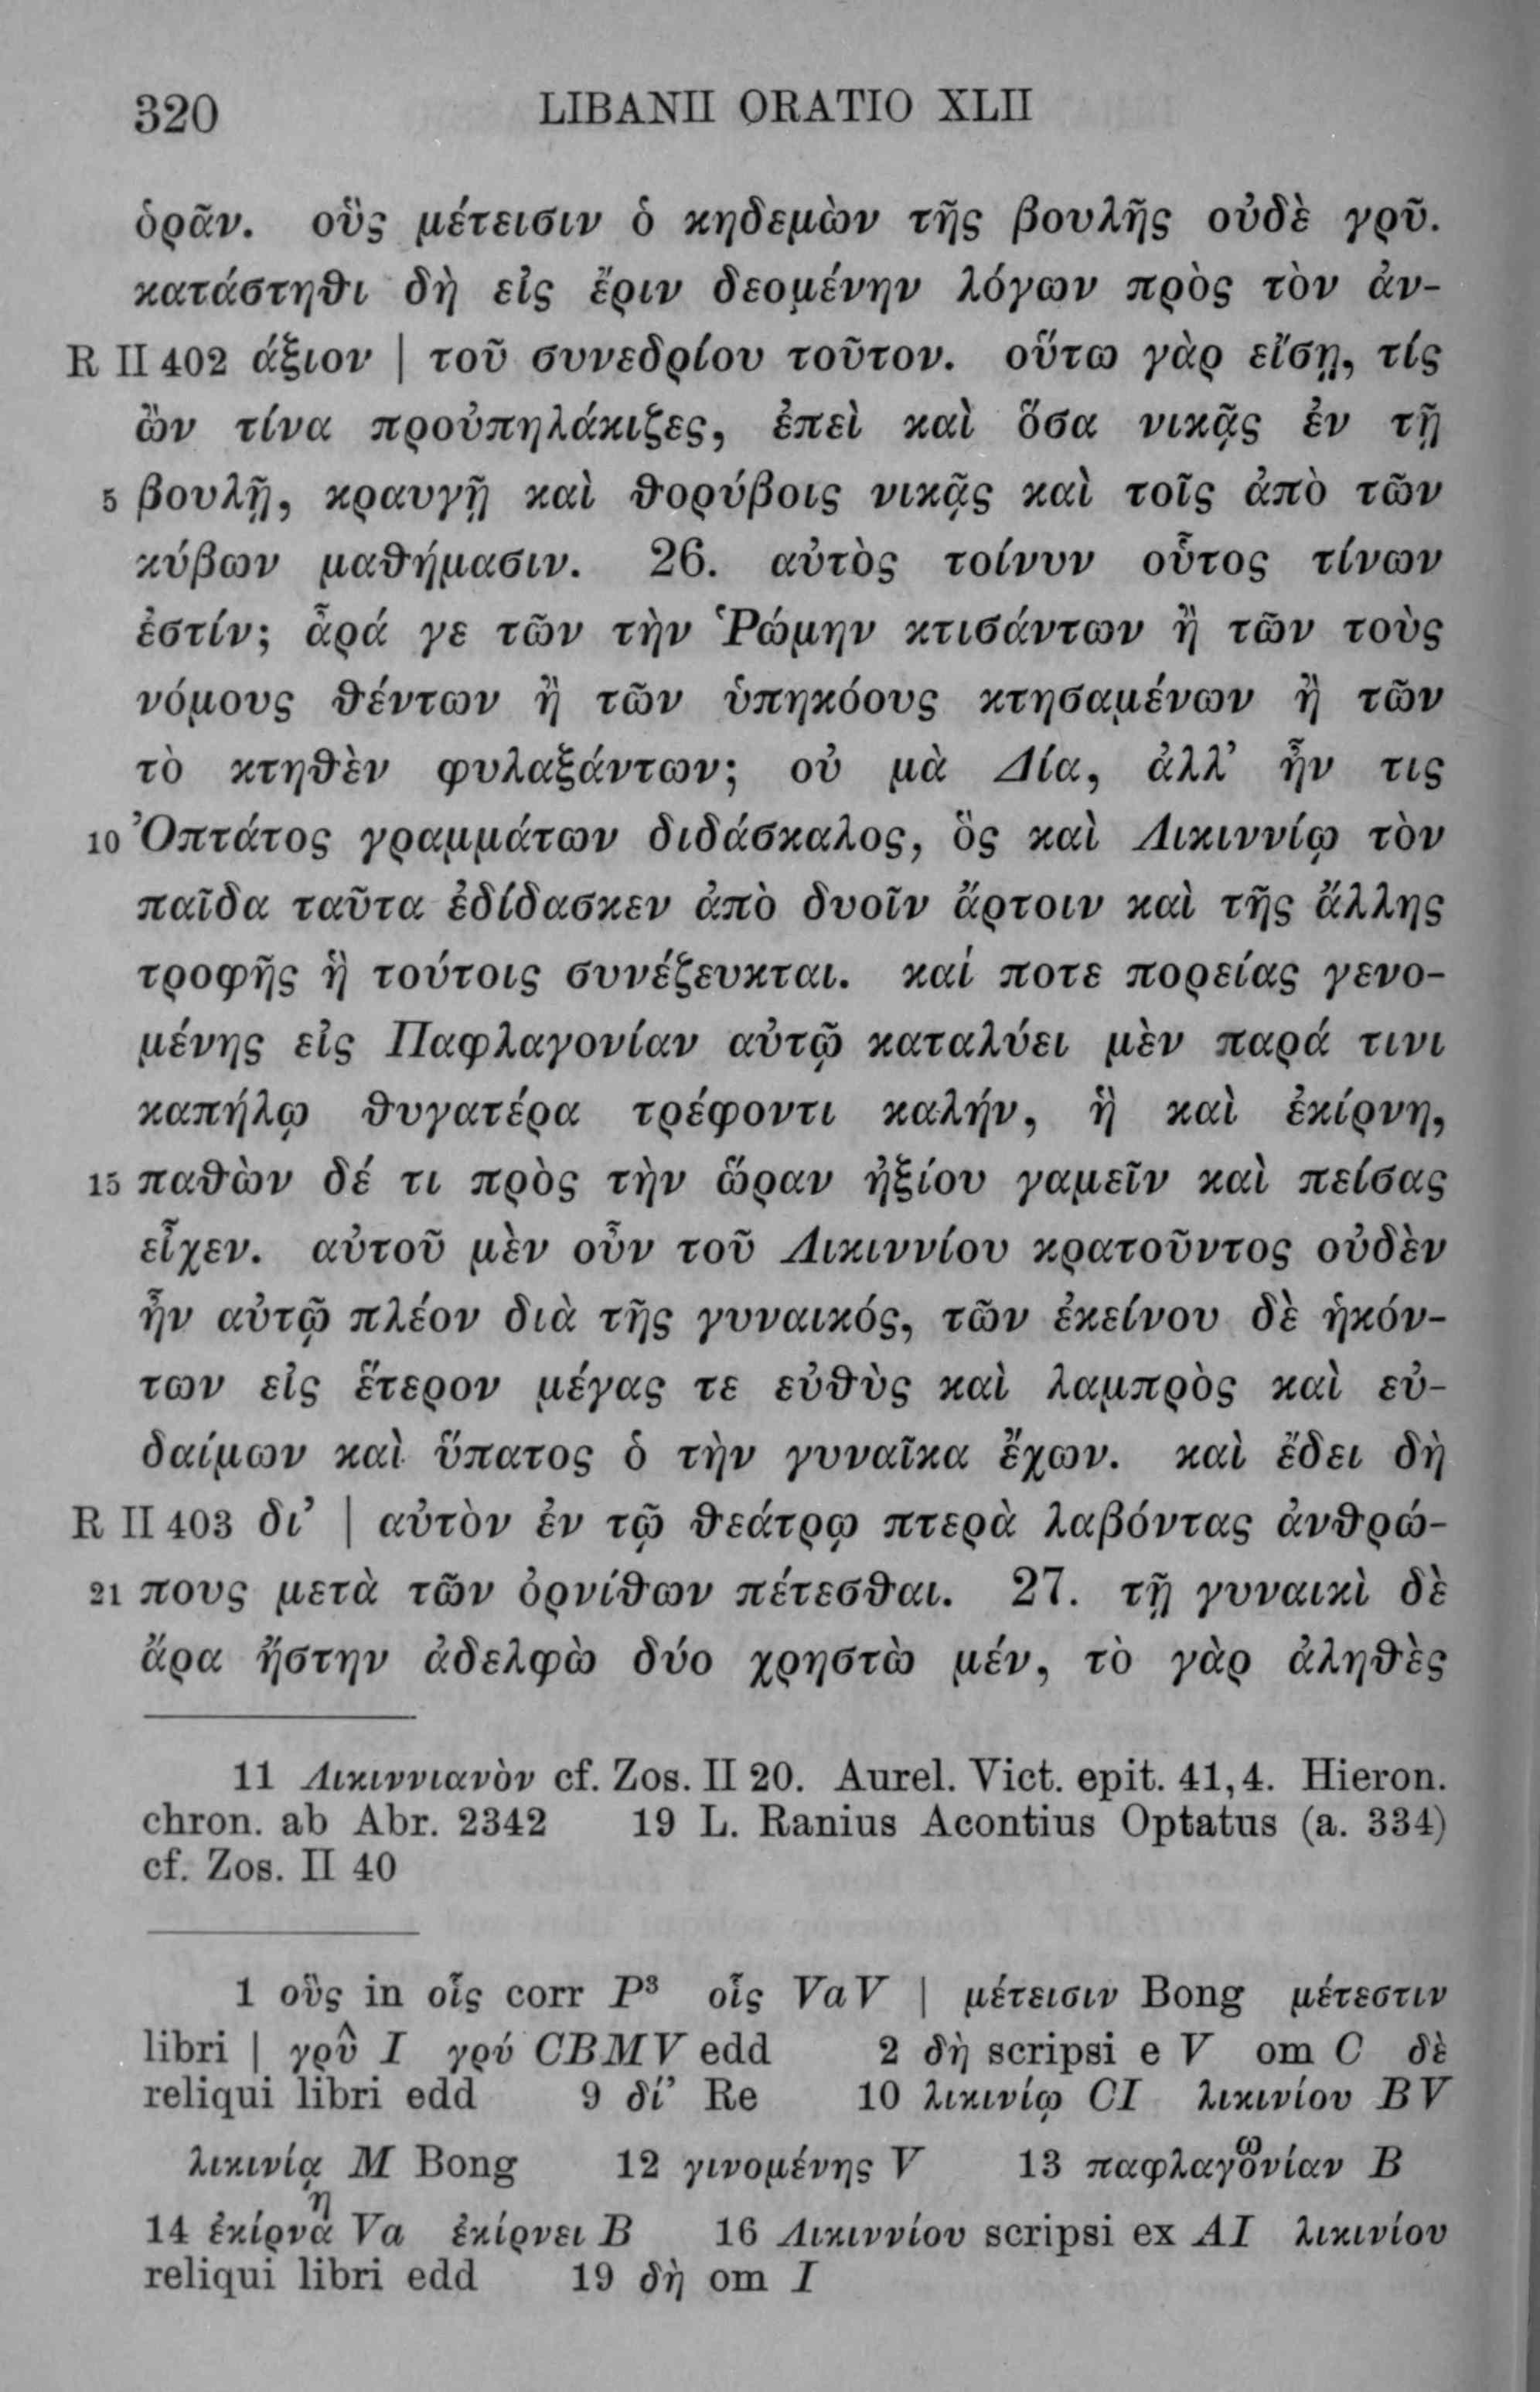 320 LIBANII ORATIO XLII
ὁρᾶν. οὓς μέτεισιν ὁ κηδεμὼν τῆς βουλῆς οὐδὲ γρῦ.
κατάστηθι δὴ εἰς ἔριν δεομένην λόγων πρὸς τὸν ἀν-
R II 402 άξιον | τοῦ συνεδρίου τοῦτον. οὕτω γὰρ εἴσῃ, τίς
ὢν τίνα προὐπηλάκιζες, ἐπεὶ καὶ ὅσα νικᾷς ἐν τῇ
5 βουλῇ, κραυγῇ καὶ θορύβοις νικᾷς καὶ τοῖς ἀπὸ τῶν
κύβων μαθήμασιν. 26. αὐτὸς τοίνυν οὗτος τίνων
ἐστίν; ἆρά γε τῶν τὴν Ῥώμην κτισάντων ἢ τῶν τοὺς
νόμους θέντων ἢ τῶν ὑπηκόους κτησαμένων ἢ τῶν
τὸ κτηθὲν φυλαξάντων; οὐ μὰ Δία, ἀλλ’ ἦν τις
10 Ὀπτάτος γραμμάτων διδάσκαλος, ὃς καὶ Λικιννίῳ τὸν
παῖδα ταῦτα ἐδίδασκεν ἀπὸ δυοῖν ἄρτοιν καὶ τῆς ἄλλης
τροφῆς ἣ τούτοις συνέζευκται. καί ποτε πορείας γενο-
μένης εἰς Παφλαγονίαν αὐτῷ καταλύει μὲν παρά τινι
καπήλῳ θυγατέρα τρέφοντι καλήν, ἣ καὶ ἐκίρνη,
15 παθὼν δέ τι πρὸς τὴν ὥραν ἠξίου γαμεῖν καὶ πείσας
εἶχεν. αὐτοῦ μὲν οὖν τοῦ Λικιννίου κρατοῦντος οὐδὲν
ἦν αὐτῷ πλέον διὰ τῆς γυναικός, τῶν ἐκείνου δὲ ἡκόν-
των εἰς ἕτερον μέγας τε εὐθὺς καὶ λαμπρὸς καὶ εὐ-
δαίμων καὶ ὕπατος ὁ τὴν γυναῖκα ἔχων. καὶ ἔδει δὴ
R II 403 δι’ | αὐτὸν ἐν τῷ θεάτρῳ πτερὰ λαβόντας ἀνθρώ-
21 πους μετὰ τῶν ὀρνίθων πέτεσθαι. 27. τῇ γυναικὶ δὲ
ἄρα ἤστην ἀδελφὼ δύο χρηστὼ μέν, τὸ γὰρ ἀληθὲς
11 Λικιννιανὸν cf. Zos. II 20. Aurel. Vict. epit. 41,4. Hieron.
chron. ab Abr. 2342 19 L. Ranius Acontius Optatus (a. 334)
cf. Zos. II 40
1 οὓς in οἷς corr P³ οἷς VaV | μέτεισιν Bong μέτεστιν
libri | γρῦ I γρύ CBMV edd 2 δὴ scripsi e V om C δὲ
reliqui libri edd 9 δί’ Re 10 λικινίῳ CI λικινίου BV
λικινίᾳ M Bong 12 γινομένης V 13 παφλαγοωνίαν B
14 ἐκίρναη Va ἐκίρνει B 16 Λικιννίου scripsi ex AI λικινίου
reliqui libri edd 19 δὴ om I